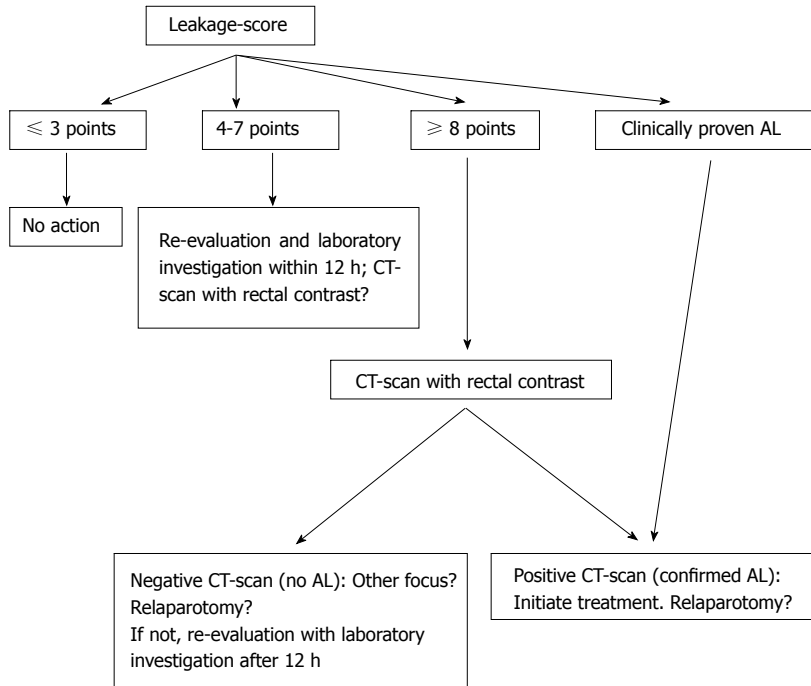 Leakage-score
≤ 3 points
4-7 points
≥ 8 points
Clinically proven AL
No action
Re-evaluation and laboratory
investigation within 12 h; CT-
scan with rectal contrast?
CT-scan with rectal contrast
Negative CT-scan (no AL): Other focus?
Relaparotomy?
If not, re-evaluation with laboratory
investigation after 12 h
Positive CT-scan (confirmed AL):
Initiate treatment. Relaparotomy?